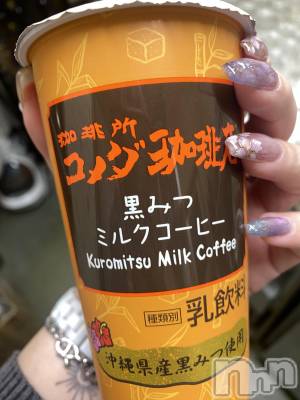 珈琲所
コメダ珈琲店
黒みつ
ミルクコーヒー
Kuromitsu Milk Coffee
種類別 乳飲料
沖縄県産黒みつ使用